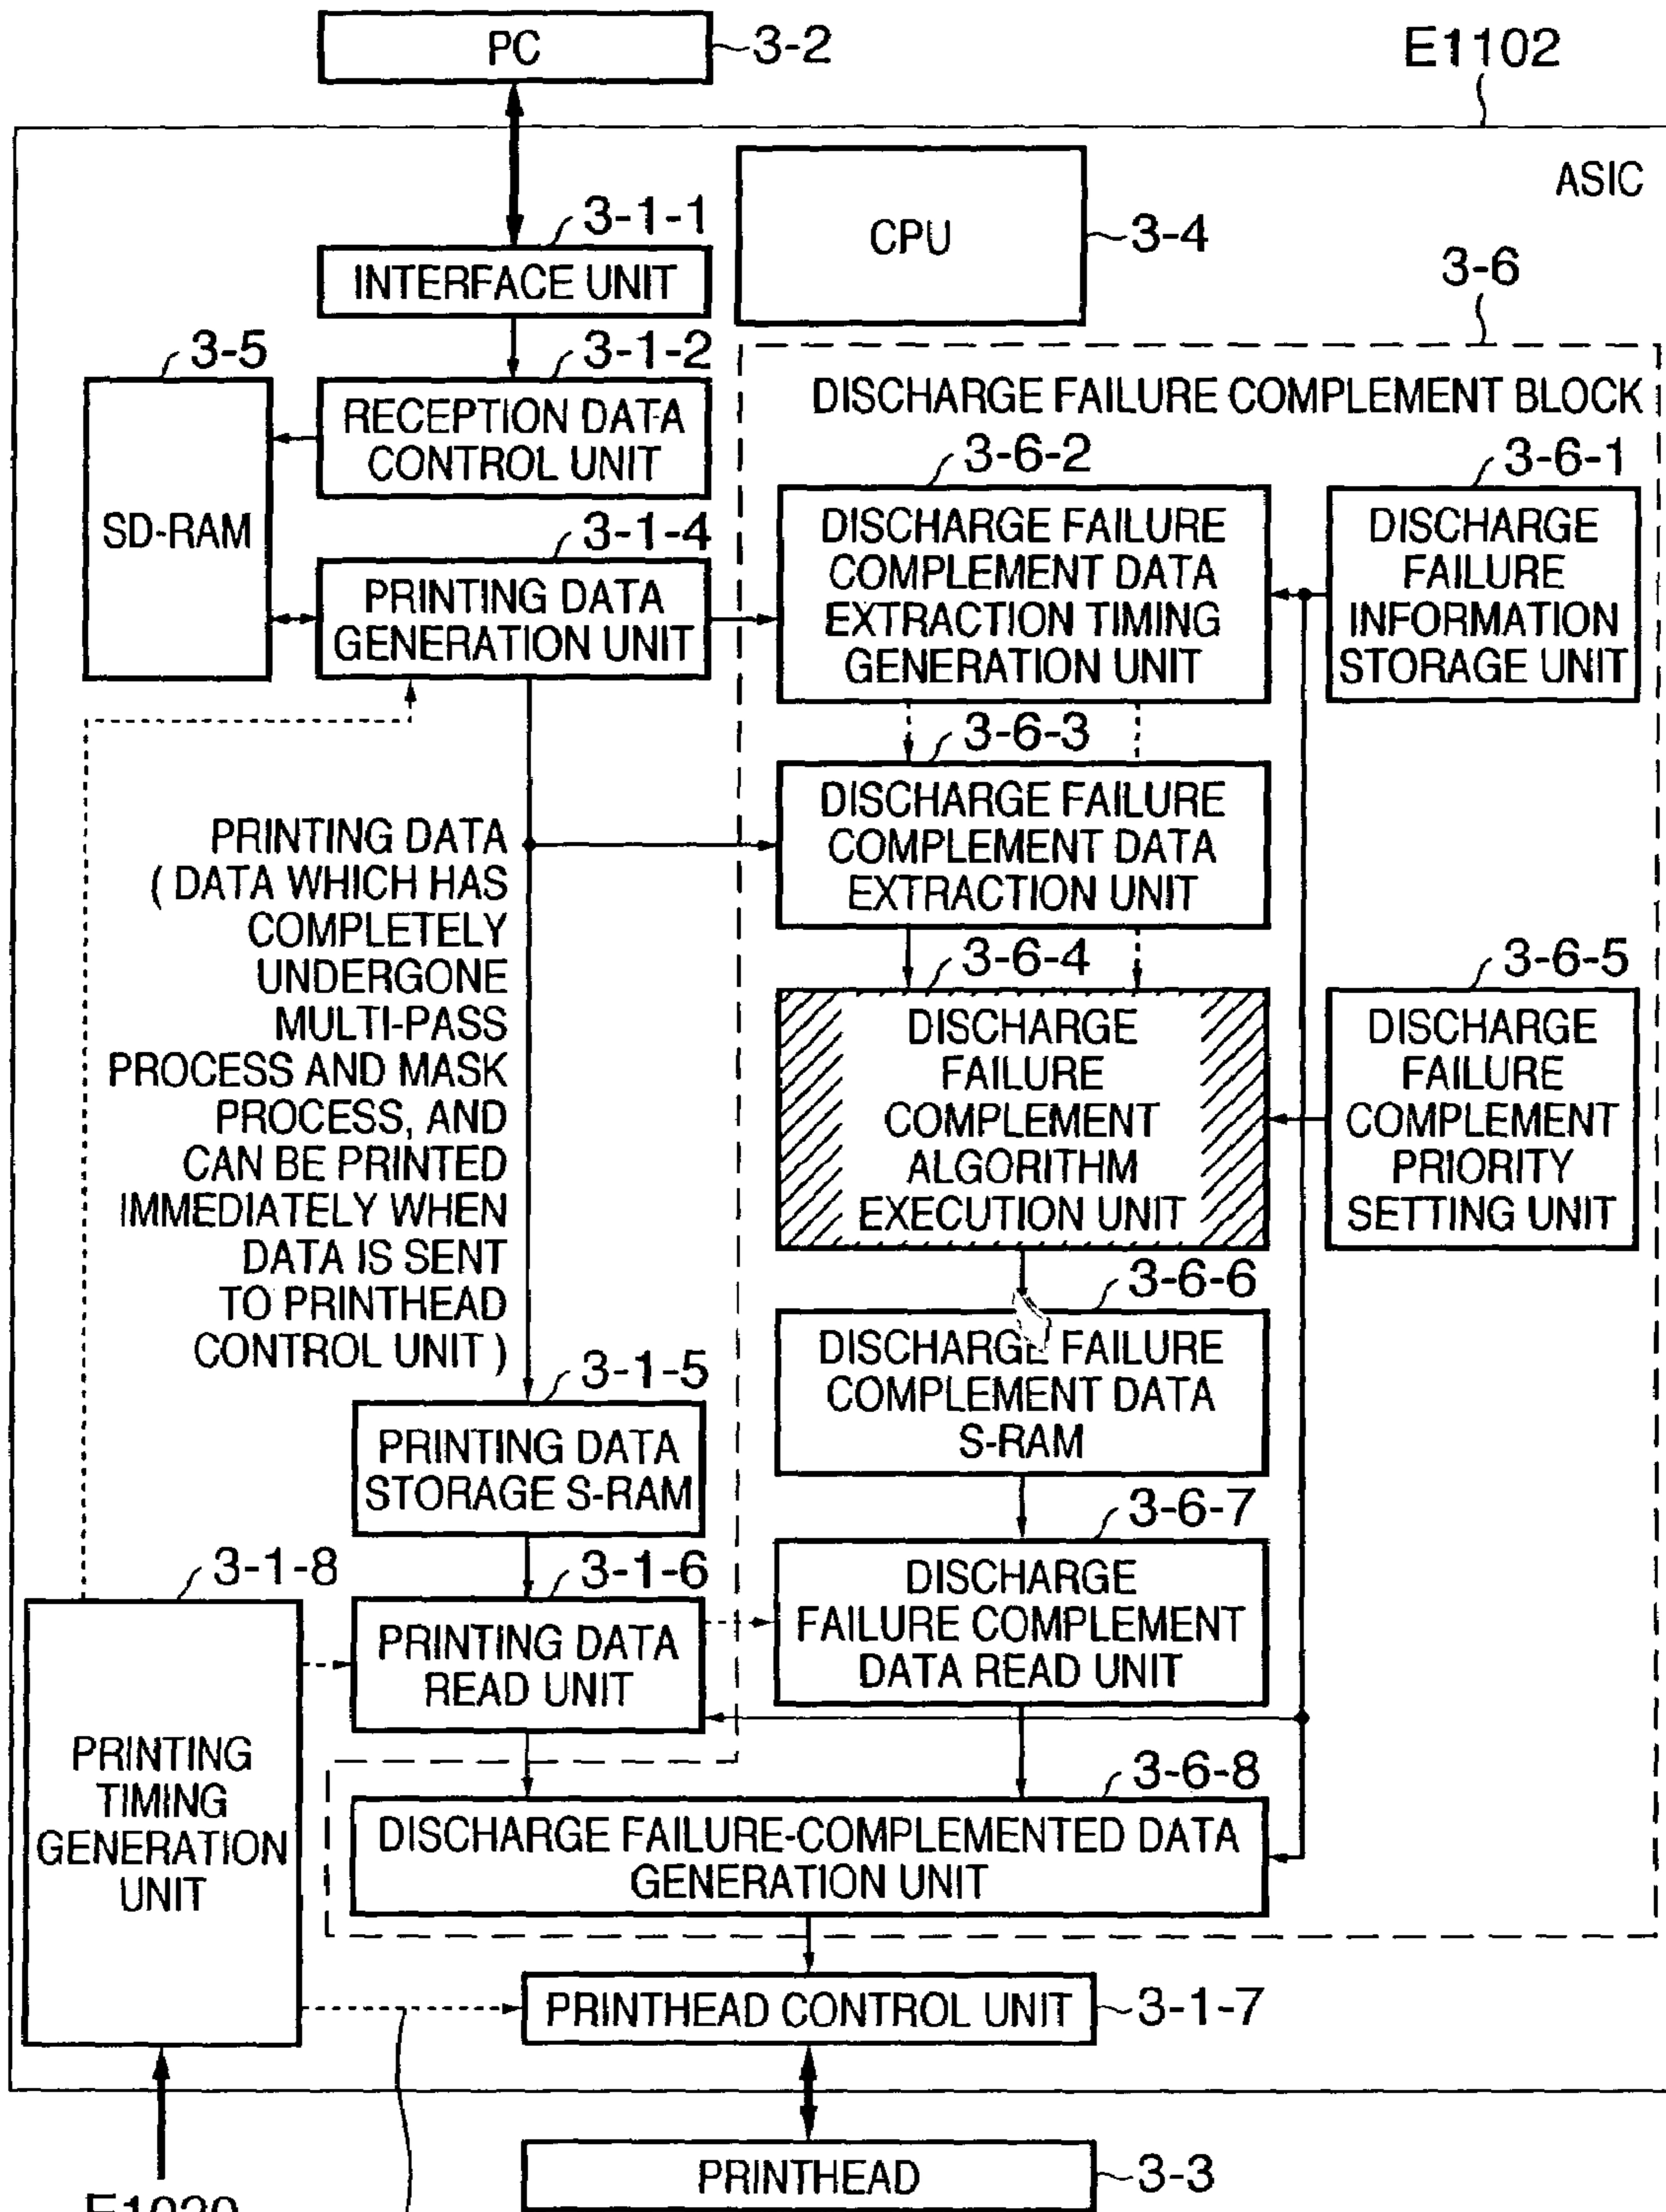 PC
3-2
E1102
ASIC
CPU
3-4
3-1-1
INTERFACE UNIT
3-6
3-5
SD-RAM
3-1-2
RECEPTION DATA
CONTROL UNIT
3-1-4
PRINTING DATA
GENERATION UNIT
DISCHARGE FAILURE COMPLEMENT BLOCK
3-6-2
DISCHARGE FAILURE
COMPLEMENT DATA
EXTRACTION TIMING
GENERATION UNIT
3-6-1
DISCHARGE
FAILURE
INFORMATION
STORAGE UNIT
3-6-3
DISCHARGE FAILURE
COMPLEMENT DATA
EXTRACTION UNIT
PRINTING DATA
( DATA WHICH HAS
COMPLETELY
UNDERGONE
MULTI-PASS
PROCESS AND MASK
PROCESS, AND
CAN BE PRINTED
IMMEDIATELY WHEN
DATA IS SENT
TO PRINTHEAD
CONTROL UNIT )
3-6-4
DISCHARGE
FAILURE
COMPLEMENT
ALGORITHM
EXECUTION UNIT
3-6-5
DISCHARGE
FAILURE
COMPLEMENT
PRIORITY
SETTING UNIT
3-6-6
DISCHARGE FAILURE
COMPLEMENT DATA
S-RAM
3-1-5
PRINTING DATA
STORAGE S-RAM
3-6-7
DISCHARGE
FAILURE COMPLEMENT
DATA READ UNIT
3-1-8
PRINTING
TIMING
GENERATION
UNIT
3-1-6
PRINTING DATA
READ UNIT
3-6-8
DISCHARGE FAILURE-COMPLEMENTED DATA
GENERATION UNIT
PRINTHEAD CONTROL UNIT
3-1-7
PRINTHEAD
3-3